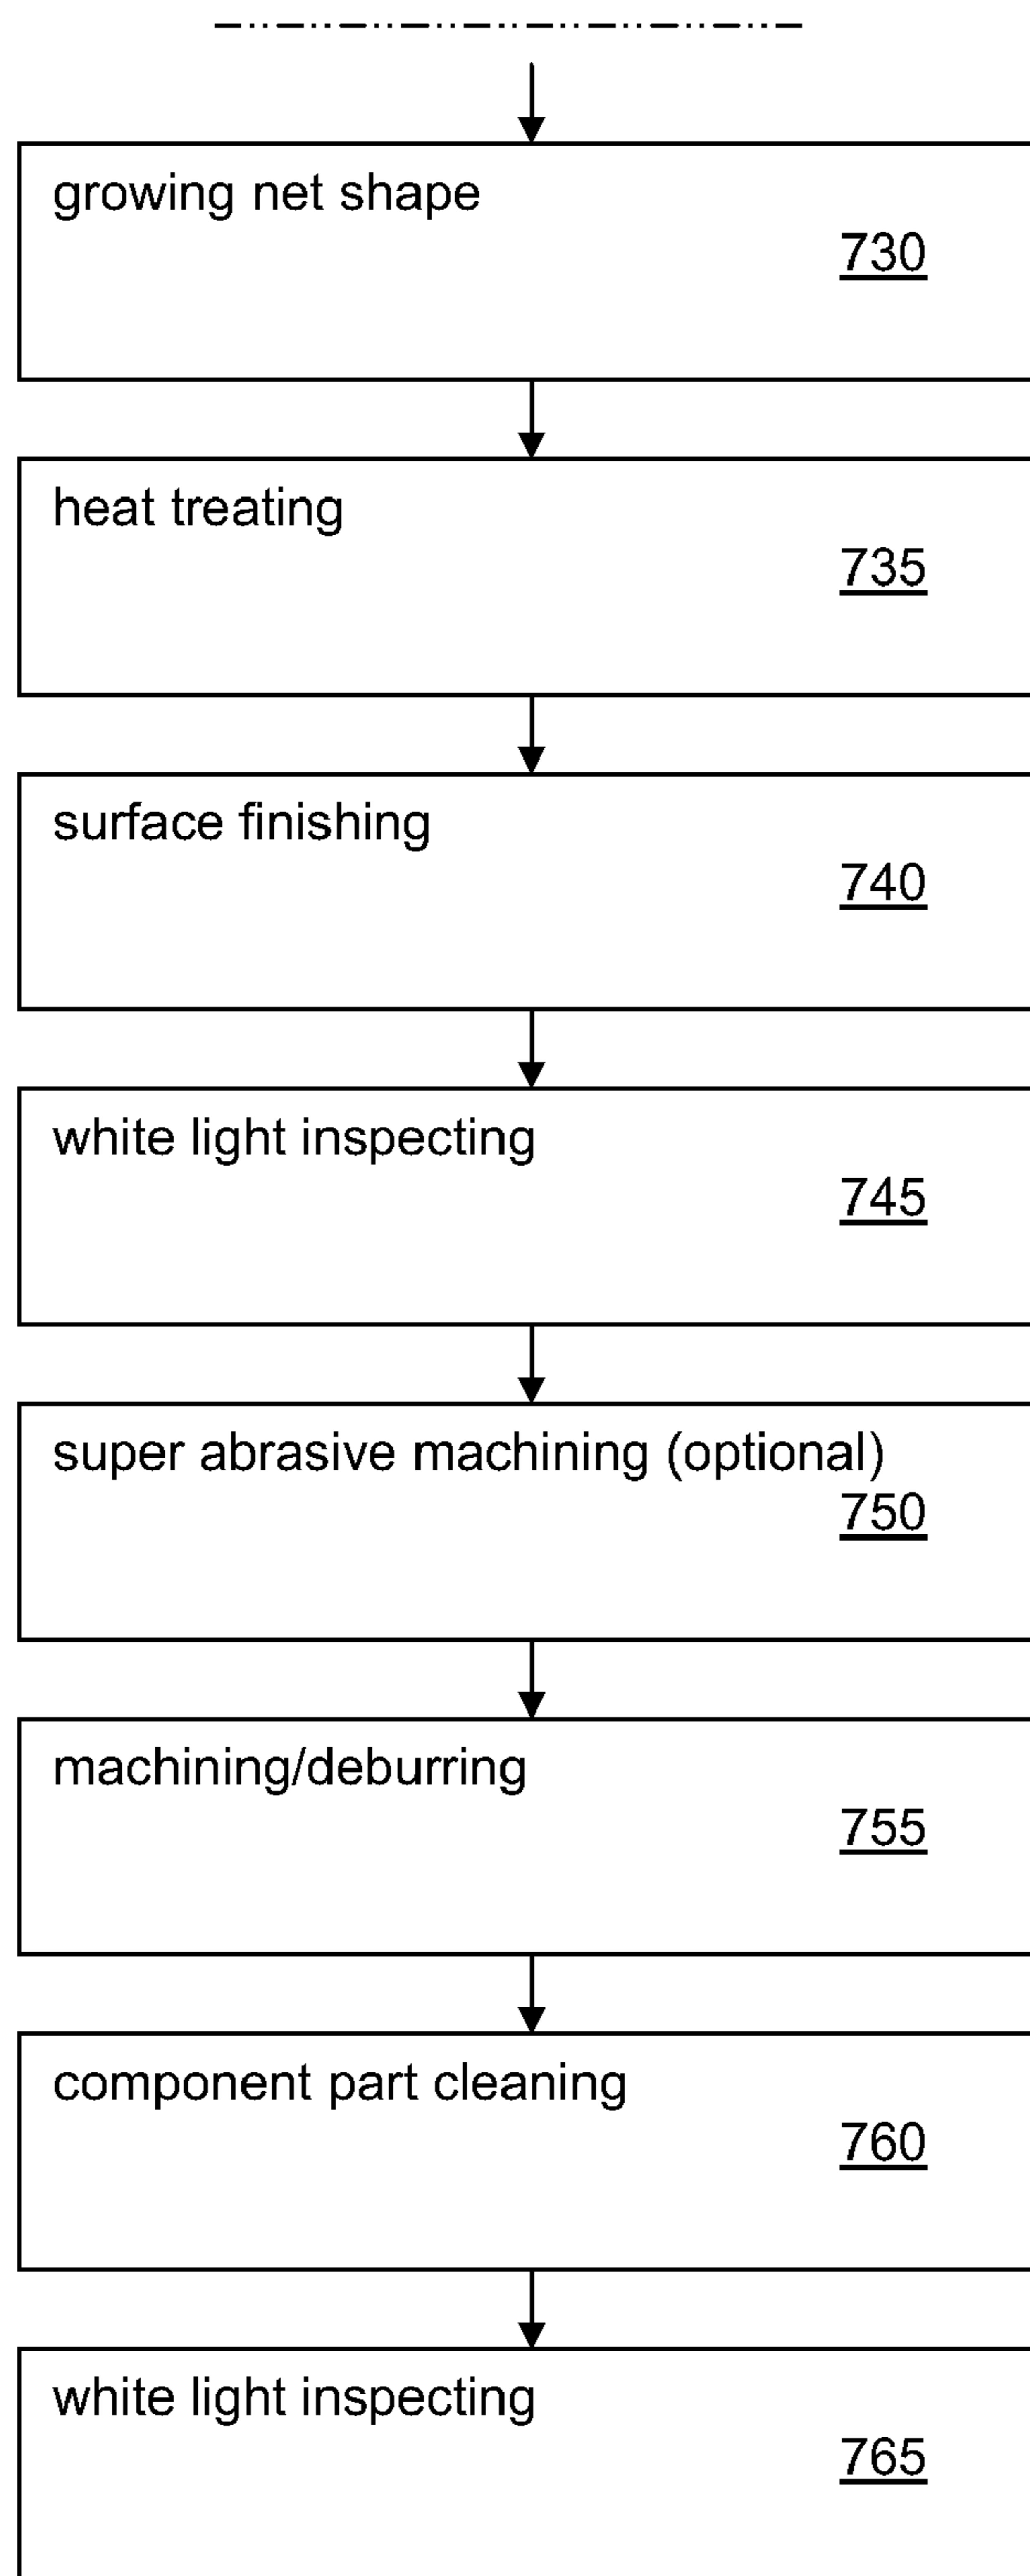 growing net shape
730
heat treating
735
surface finishing
740
white light inspecting
745
super abrasive machining (optional)
750
machining/deburring
755
component part cleaning
760
white light inspecting
765